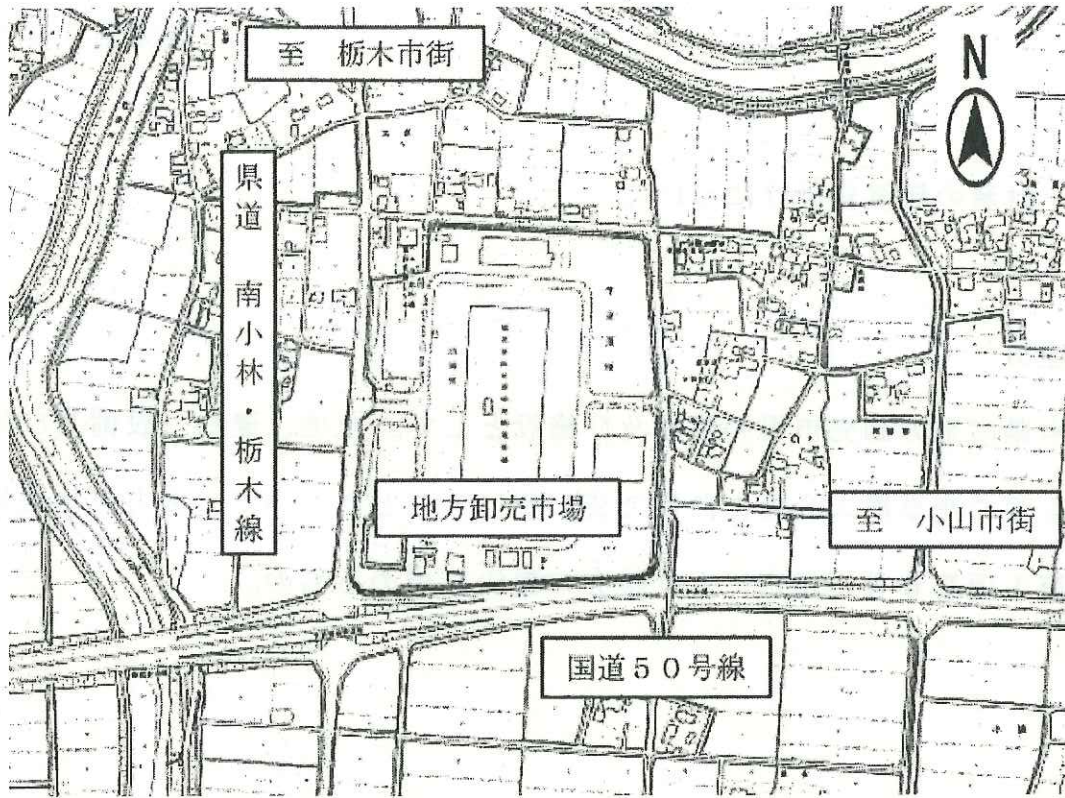 至　栃木市街
N
県道　南小林・栃木線
地方卸売市場
至　小山市街
国道５０号線